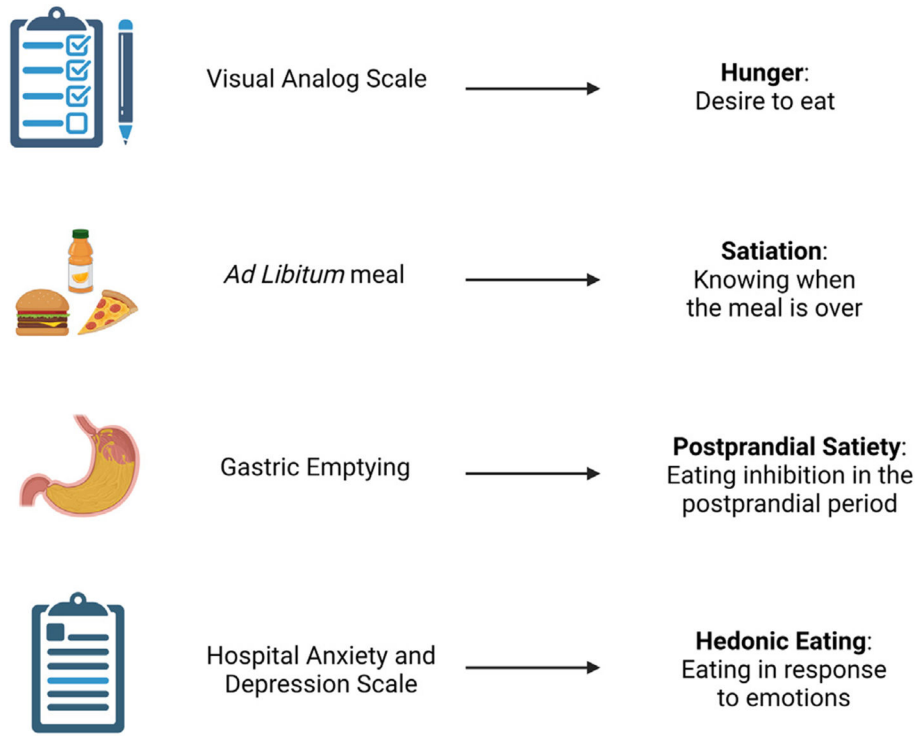 Visual Analog Scale
Hunger:
Desire to eat
Ad Libitum meal
Satiation:
Knowing when
the meal is over
Gastric Emptying
Postprandial Satiety:
Eating inhibition in the
postprandial period
Hospital Anxiety and
Depression Scale
Hedonic Eating:
Eating in response
to emotions